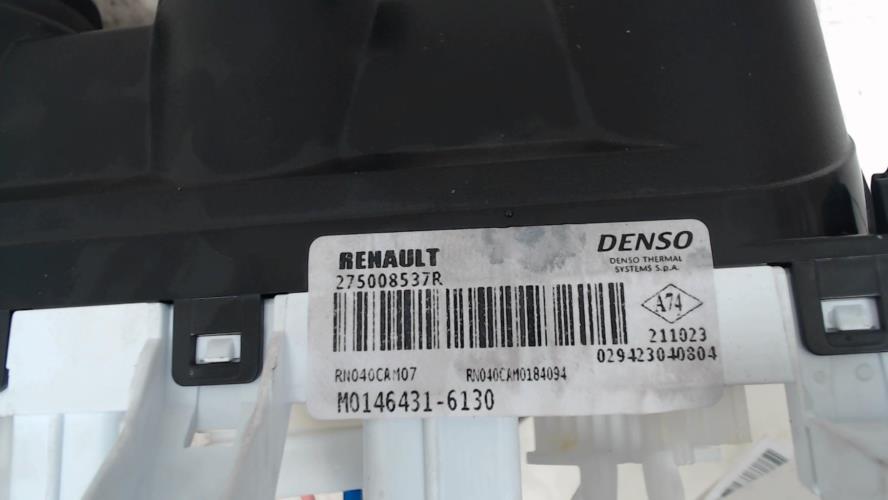 RENAULT
DENSO
DENSO THERMAL
SYSTEMS S.p.A.
275008537R
A74
211023
029423040804
RN040CAM07
RN040CAM0184094
M0146431-6130